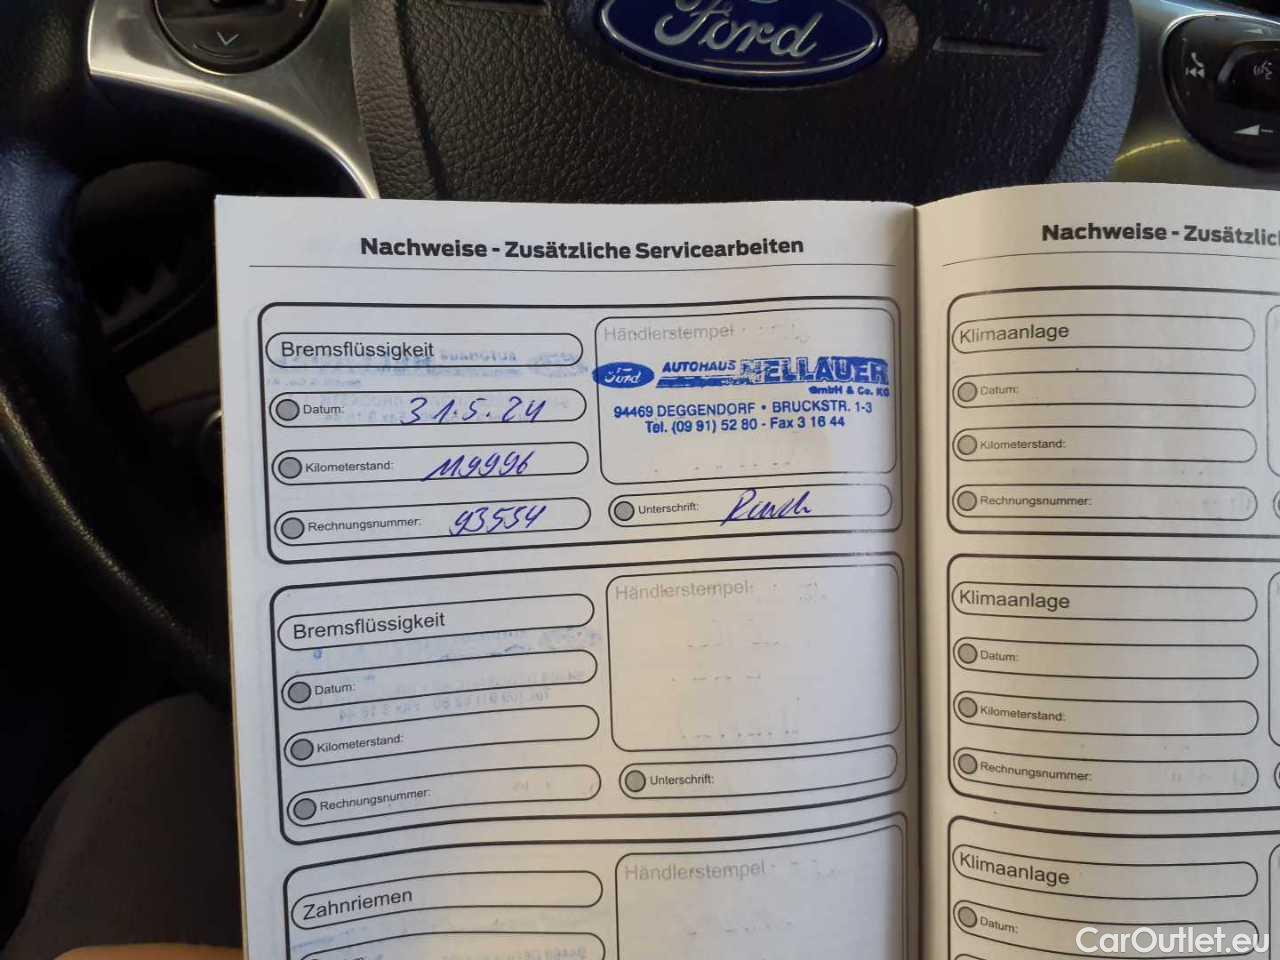 Ford
Nachweise - Zusätzliche Servicearbeiten
Bremsflüssigkeit
Datum: 31.5.24
Kilometerstand: 119996
Rechnungsnummer: 93554
Händlerstempel
Ford AUTOHAUS NELLAUER
GmbH & Co. KG
94469 DEGGENDORF • BRUCKSTR. 1-3
Tel. (09 91) 52 80 - Fax 3 16 44
Unterschrift:
Bremsflüssigkeit
Datum:
Kilometerstand:
Rechnungsnummer:
Händlerstempel
Unterschrift:
Zahnriemen
Händlerstempel
Nachweise - Zusätzlic
Klimaanlage
Datum:
Kilometerstand:
Rechnungsnummer:
Klimaanlage
Datum:
Kilometerstand:
Rechnungsnummer:
Klimaanlage
Datum:
CarOutlet.eu